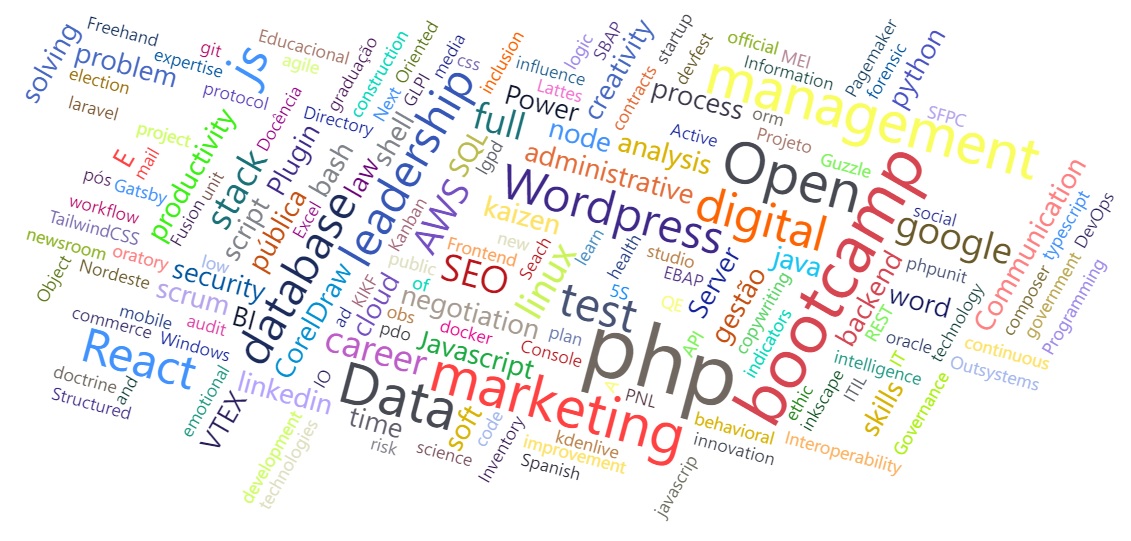 Freehand
solving
problem
expertise
git
js
Educacional
agile
graduação
construction
Oriented
media
css
inclusion
influence
logic
SBAP
creativity
startup
devfest
official
MEI
Information
Pagemaker
forensic
python
election
laravel
protocol
Docência
Directory
Next
GLPI
leadership
Power
Lattes
contracts
process
orm
management
SFPC
project
mail
E
productivity
stack
Plugin
bash
shell
law
SQL
full
node
analysis
Active
Projeto
Guzzle
Open
lgpd
administrative
pós
Gatsby
unit
Fusion
workflow
TailwindCSS
newsroom
oratory
script
pública
Excel
database
Kanban
AWS
kaizen
Wordpress
digital
bootcamp
social
google
Communication
typescript
DevOps
Object
Nordeste
scrum
low
security
BI
CorelDraw
KIKF
cloud
public
of
new
Frontend
SEO
Seach
linux
learn
health
studio
EBAP
5S
QE
Server
java
gestão
copywriting
backend
phpunit
word
composer
government
Programming
technology
commerce
mobile
audit
Windows
React
ad
obs
pdo
negotiation
docker
plan
test
php
API
indicators
REST
oracle
continuous
Outsystems
intelligence
IT
doctrine
and
Structured
emotional
VTEX
linkedin
IO
career
Javascript
Console
Data
marketing
A
PNL
ethic
inkscape
ITIL
skills
Governance
time
risk
soft
code
science
Inventory
improvement
kdenlive
Spanish
behavioral
innovation
Interoperability
development
technologies
javascrip